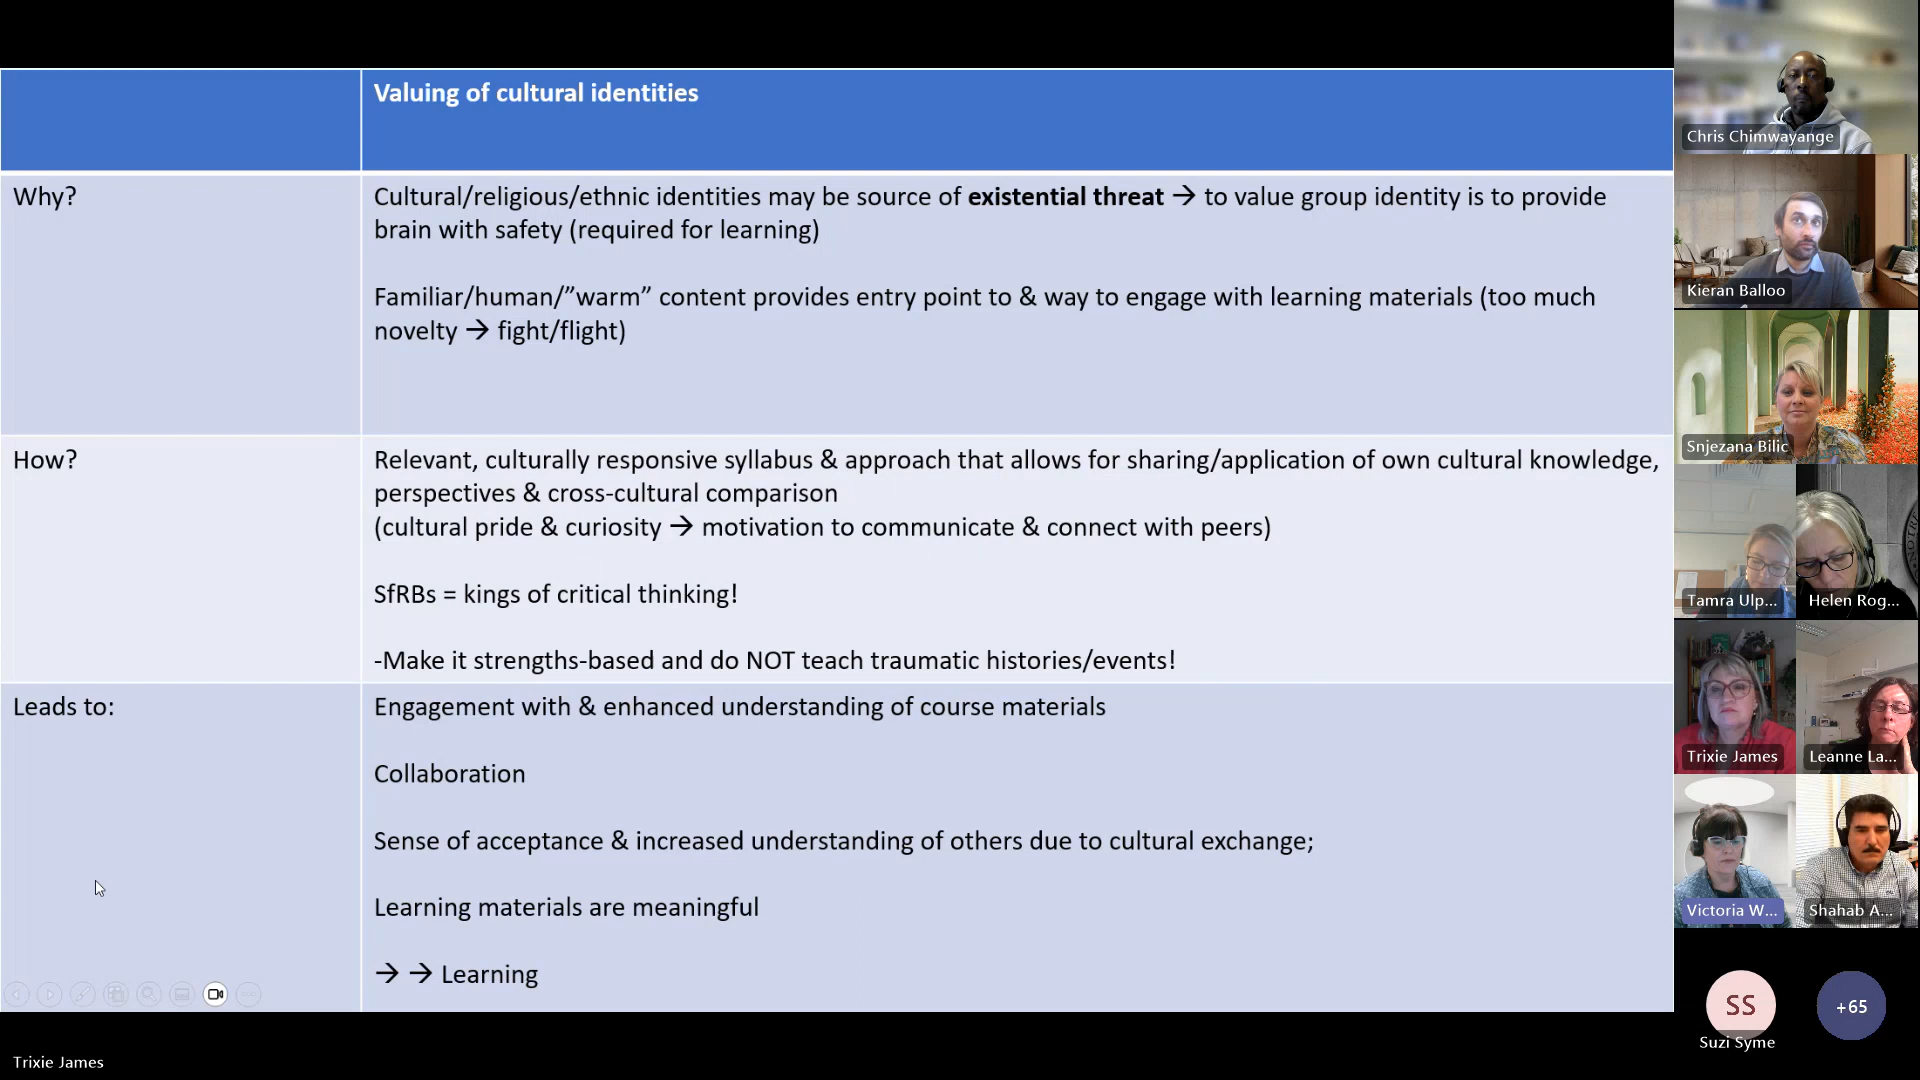 Valuing of cultural identities
Why?
Cultural/religious/ethnic identities may be source of existential threat → to value group identity is to provide
brain with safety (required for learning)
Familiar/human/”warm” content provides entry point to & way to engage with learning materials (too much
novelty → fight/flight)
How?
Relevant, culturally responsive syllabus & approach that allows for sharing/application of own cultural knowledge,
perspectives & cross-cultural comparison
(cultural pride & curiosity → motivation to communicate & connect with peers)
SfRBs = kings of critical thinking!
-Make it strengths-based and do NOT teach traumatic histories/events!
Leads to:
Engagement with & enhanced understanding of course materials
Collaboration
Sense of acceptance & increased understanding of others due to cultural exchange;
Learning materials are meaningful
→ → Learning
Trixie James
Chris Chimwayange
Kieran Balloo
Snjezana Bilic
Tamra Ulp...
Helen Rog...
Trixie James
Leanne La...
Victoria W...
Shahab A...
SS
Suzi Syme
+65